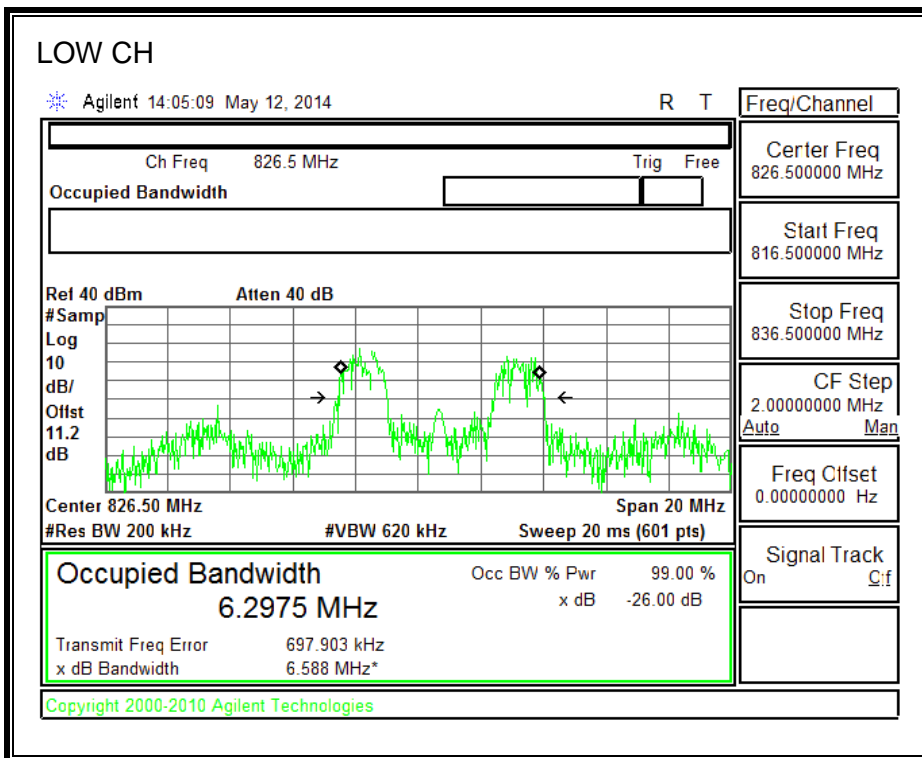 LOW CH
Agilent 14:05:09 May 12, 2014 R T
Freq/Channel
Ch Freq 826.5 MHz Trig Free
Occupied Bandwidth
Center Freq
826.500000 MHz
Start Freq
816.500000 MHz
Stop Freq
836.500000 MHz
CF Step
2.00000000 MHz
Auto Man
Freq Offset
0.00000000 Hz
Signal Track
On Off
Ref 40 dBm Atten 40 dB
#Samp
Log
10
dB/
Offst
11.2
dB
Center 826.50 MHz Span 20 MHz
#Res BW 200 kHz #VBW 620 kHz Sweep 20 ms (601 pts)
Occupied Bandwidth Occ BW % Pwr 99.00 %
6.2975 MHz x dB -26.00 dB
Transmit Freq Error 697.903 kHz
x dB Bandwidth 6.588 MHz*
Copyright 2000-2010 Agilent Technologies